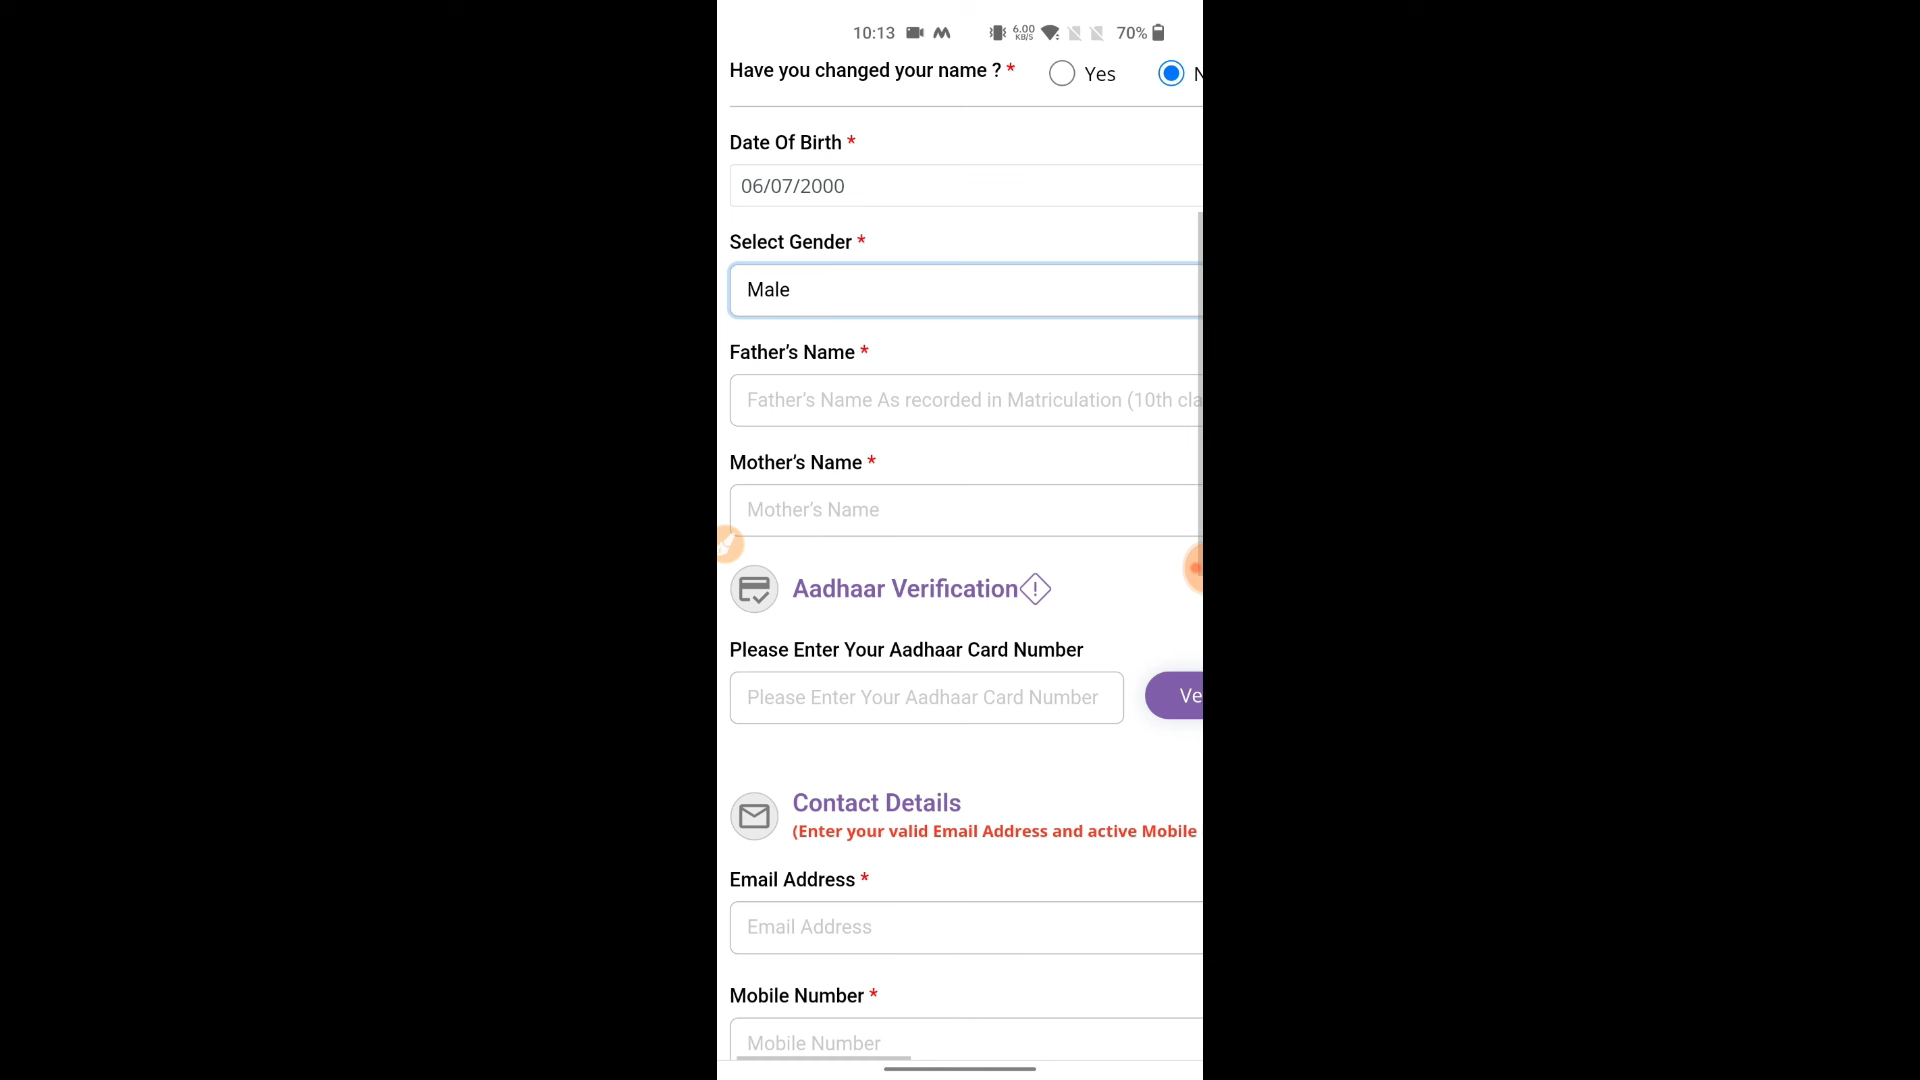 10:13 6.00 KB/S 70%
Have you changed your name ? * Yes N
Date Of Birth *
06/07/2000
Select Gender *
Male
Father’s Name *
Father’s Name As recorded in Matriculation (10th cla
Mother’s Name *
Mother’s Name
Aadhaar Verification
Please Enter Your Aadhaar Card Number
Please Enter Your Aadhaar Card Number Ve
Contact Details
(Enter your valid Email Address and active Mobile
Email Address *
Email Address
Mobile Number *
Mobile Number